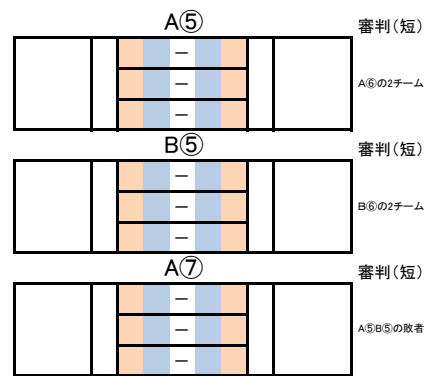 A⑤ 審判(短)
－
－ A⑥の2チーム
－
B⑤ 審判(短)
－
－ B⑥の2チーム
－
A⑦ 審判(短)
－
－ A⑤B⑤の敗者
－